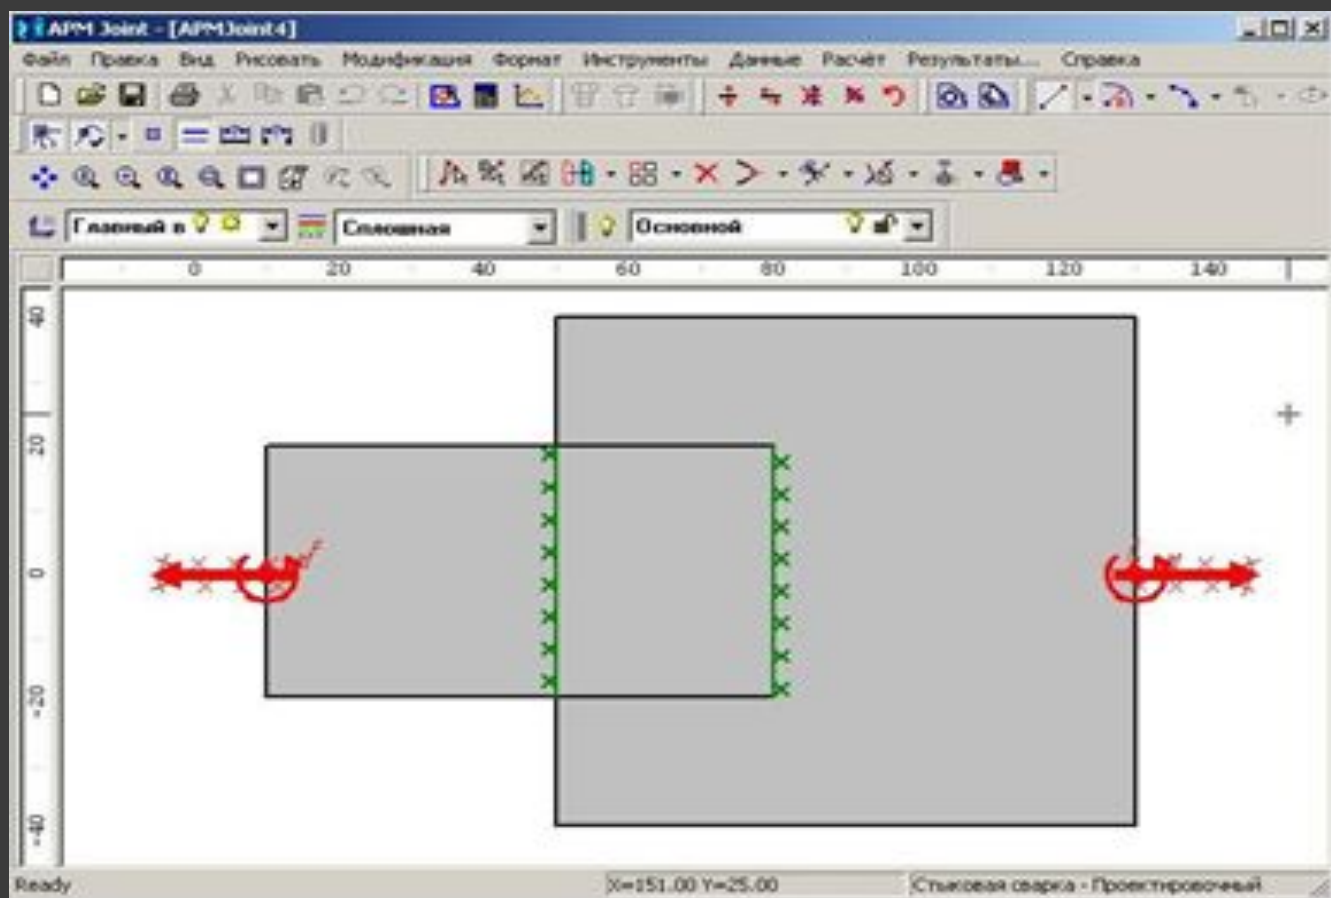 APM Joint - [APMJoint4]
Файл Правка Вид Рисовать Модификация Формат Инструменты Данные Расчёт Результаты... Справка
Главный в Сплошная Основной
0 20 40 60 80 100 120 140
40
20
0
-20
-40
Ready X=151.00 Y=25.00 Стыковая сварка - Проектировочный